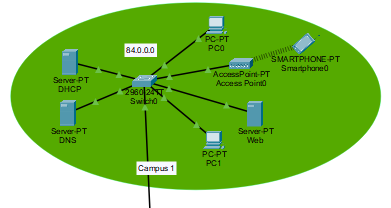 PC-PT
PC0
84.0.0.0
SMARTPHONE-PT
Smartphone0
AccessPoint-PT
Access Point0
Server-PT
DHCP
2960-24TT
Switch0
Server-PT
DNS
Server-PT
Web
PC-PT
PC1
Campus 1